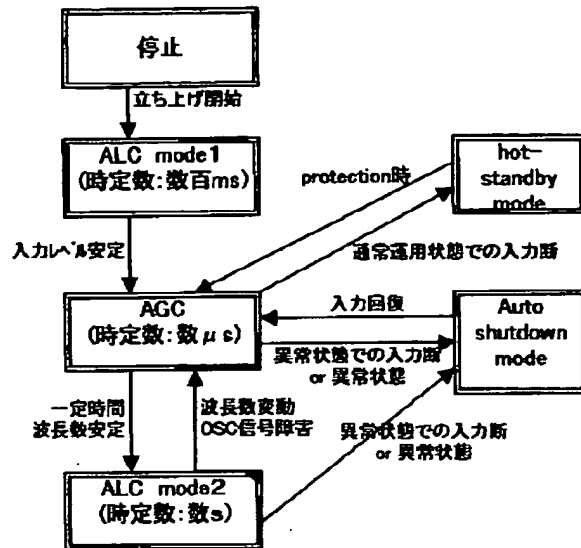 停止
立ち上げ開始
ALC mode1
(時定数:数百ms)
hot-
standby
mode
protection時
入力レベル安定
通常運用状態での入力断
AGC
(時定数:数μs)
入力回復
Auto
shutdown
mode
異常状態での入力断
or 異常状態
一定時間
波長数安定
波長数変動
OSC信号障害
異常状態での入力断
or 異常状態
ALC mode2
(時定数:数s)